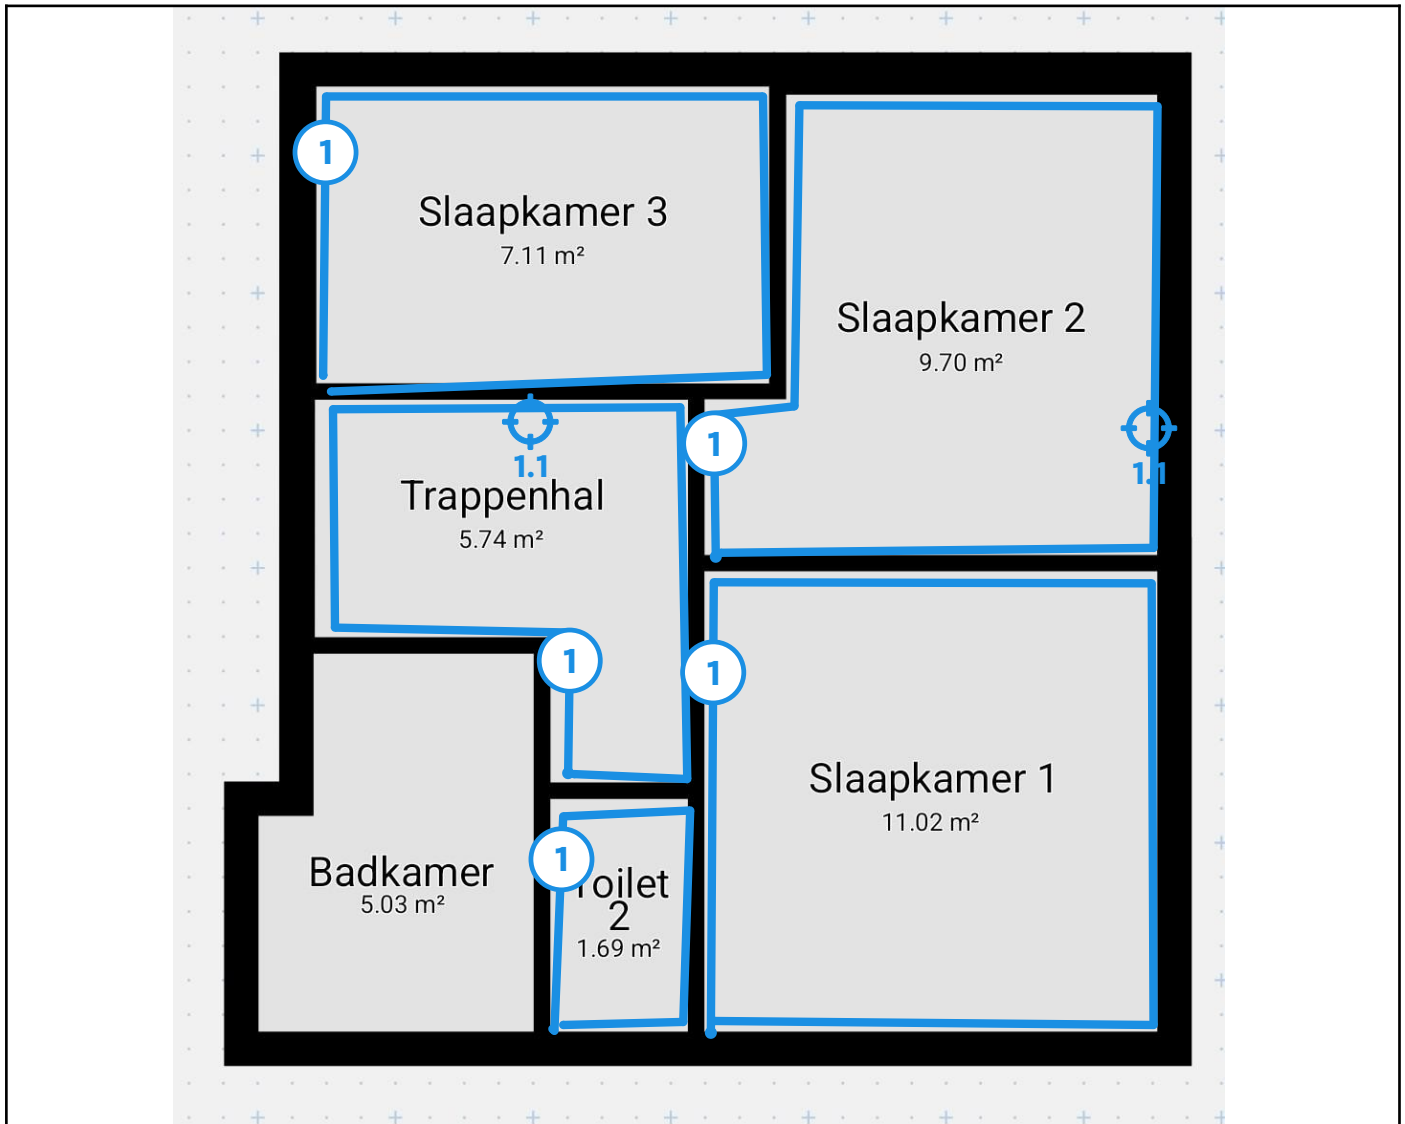 1
Slaapkamer 3
7.11 m²
Slaapkamer 2
9.70 m²
1
1.1
1.1
Trappenhal
5.74 m²
1
1
Slaapkamer 1
11.02 m²
1
Toilet
2
1.69 m²
Badkamer
5.03 m²